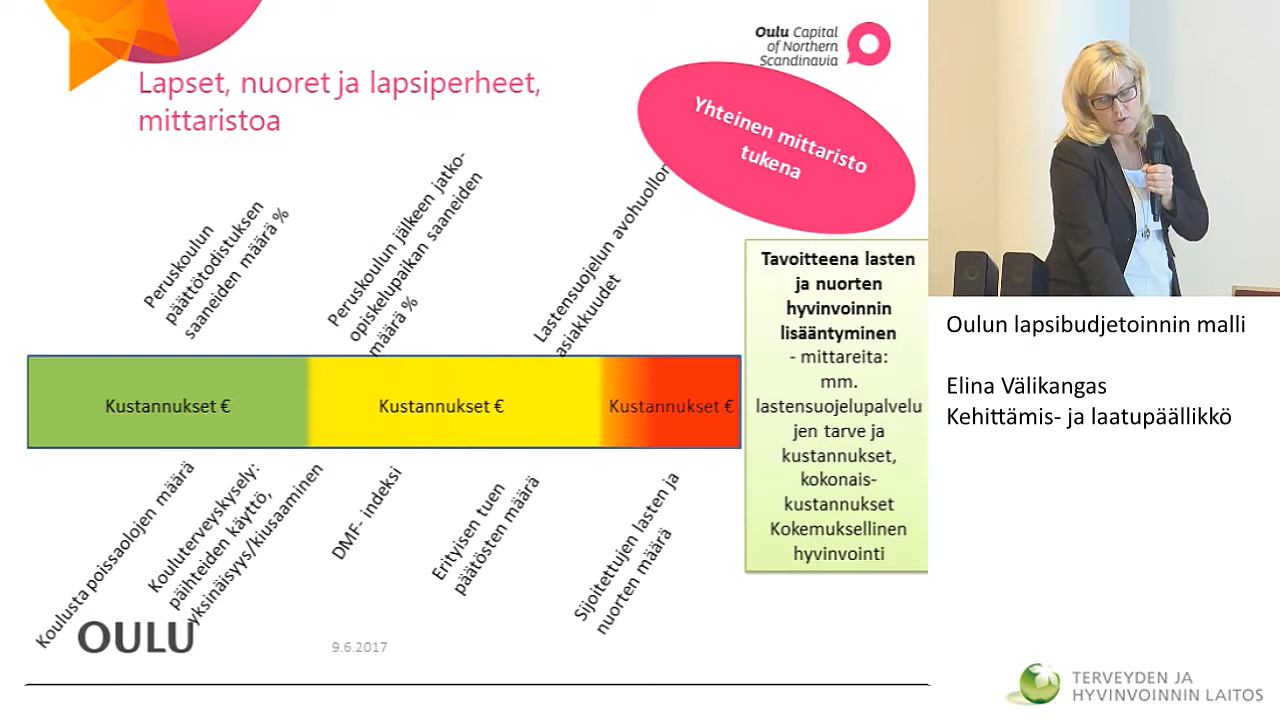 Oulu Capital
of Northern
Scandinavia
Lapset, nuoret ja lapsiperheet,
mittaristoa
Yhteinen mittaristo
tukena
Peruskoulun
päättötodistuksen
saaneiden määrä %
Peruskoulun jälkeen jatko-
opiskelupaikan saaneiden
määrä %
Lastensuojelun avohuollon
asiakkuudet
Kustannukset €
Kustannukset €
Kustannukset €
Koulusta poissaolojen määrä
Kouluterveyskysely:
päihteiden käyttö,
yksinäisyys/kiusaaminen
DMF- indeksi
Erityisen tuen
päätösten määrä
Sijoitettujen lasten ja
nuorten määrä
Tavoitteena lasten
ja nuorten
hyvinvoinnin
lisääntyminen
- mittareita:
mm.
lastensuojelupalvelu
jen tarve ja
kustannukset,
kokonais-
kustannukset
Kokemuksellinen
hyvinvointi
OULU
9.6.2017
Oulun lapsibudjetoinnin malli
Elina Välikangas
Kehittämis- ja laatupäällikkö
TERVEYDEN JA
HYVINVOINNIN LAITOS